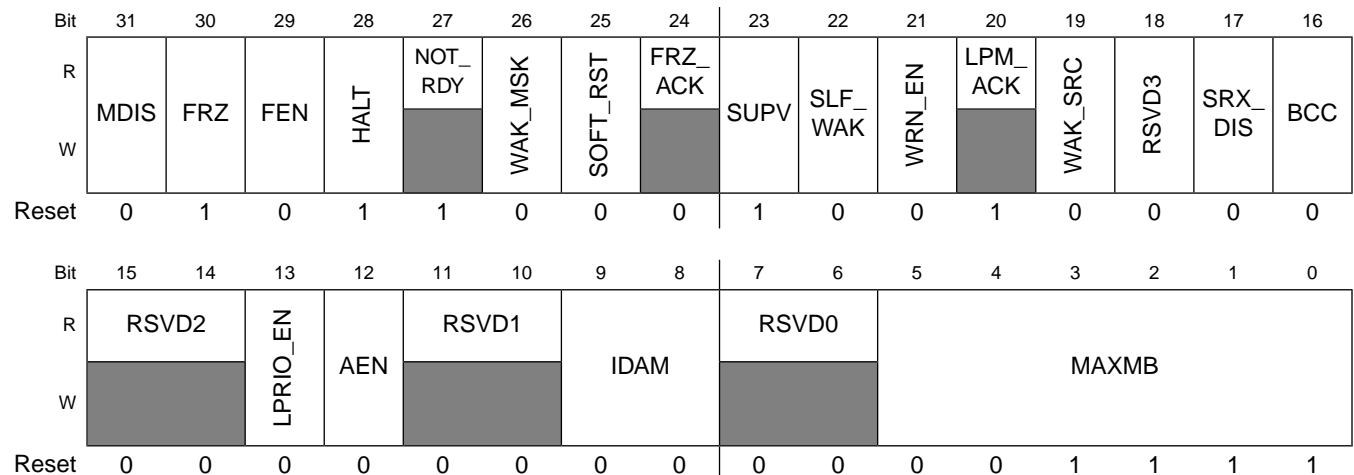 Bit 31 30 29 28 27 26 25 24 23 22 21 20 19 18 17 16
R
W
MDIS FRZ FEN HALT NOT_ RDY WAK_MSK SOFT_RST FRZ_ ACK SUPV SLF_ WAK WRN_EN LPM_ ACK WAK_SRC RSVD3 SRX_ DIS BCC
Reset 0 1 0 1 1 0 0 0 1 0 0 1 0 0 0 0
Bit 15 14 13 12 11 10 9 8 7 6 5 4 3 2 1 0
R
W
RSVD2 LPRIO_EN AEN RSVD1 IDAM RSVD0 MAXMB
Reset 0 0 0 0 0 0 0 0 0 0 0 0 1 1 1 1